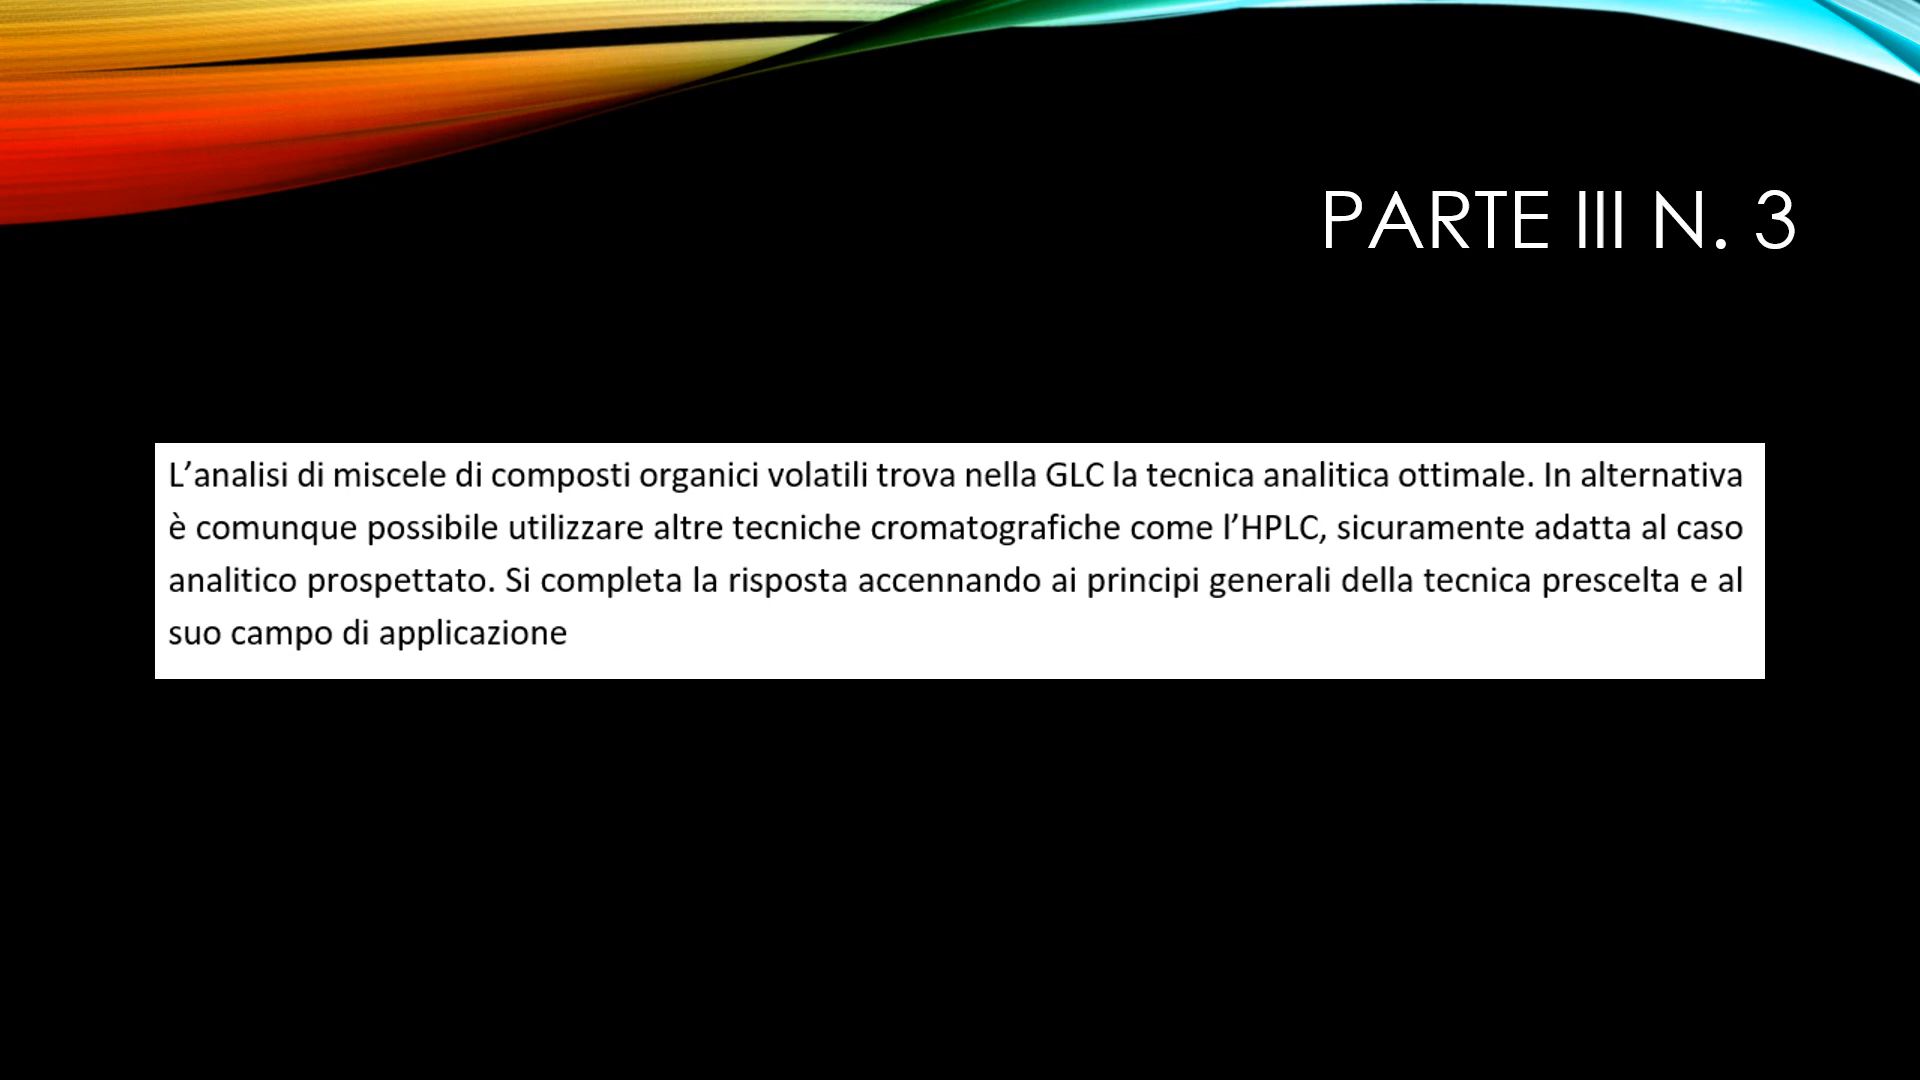 PARTE III N. 3
L’analisi di miscele di composti organici volatili trova nella GLC la tecnica analitica ottimale. In alternativa
è comunque possibile utilizzare altre tecniche cromatografiche come l’HPLC, sicuramente adatta al caso
analitico prospettato. Si completa la risposta accennando ai principi generali della tecnica prescelta e al
suo campo di applicazione